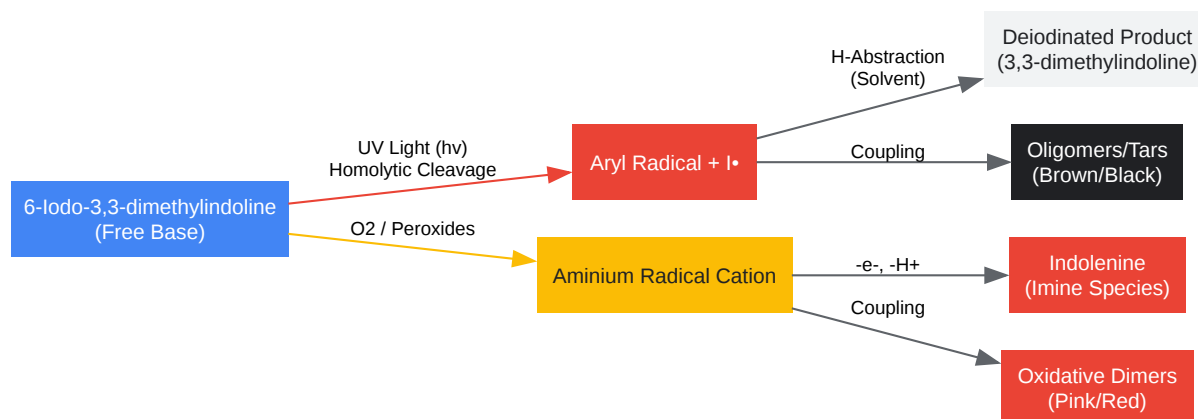 6-Iodo-3,3-dimethylindoline
(Free Base)
UV Light (hv)
Homolytic Cleavage
O2 / Peroxides
Aryl Radical + I•
Aminium Radical Cation
H-Abstraction
(Solvent)
Coupling
-e-, -H+
Coupling
Deiodinated Product
(3,3-dimethylindoline)
Oligomers/Tars
(Brown/Black)
Indolenine
(Imine Species)
Oxidative Dimers
(Pink/Red)